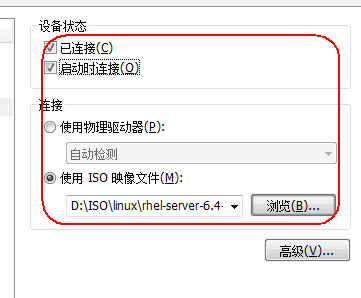 设备状态
已连接(C)
启动时连接(O)
连接
使用物理驱动器(P):
自动检测
使用 ISO 映像文件(M):
D:\ISO\linux\rhel-server-6.4-
浏览(B)...
高级(V)...